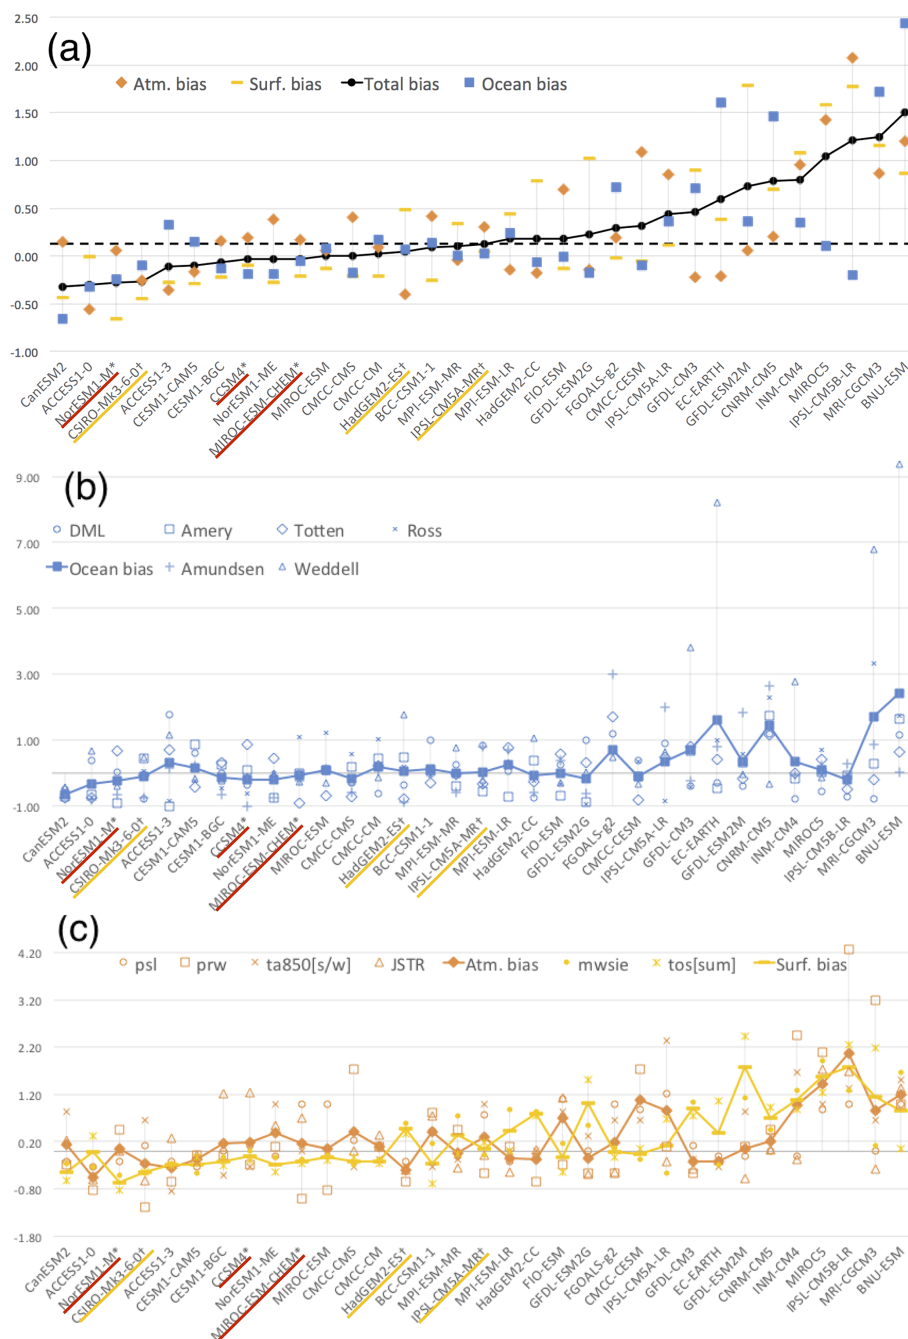 (a)
2.50
2.00
1.50
1.00
0.50
0.00
-0.50
-1.00
Atm. bias Surf. bias Total bias Ocean bias
CanESM2 ACCESS1-0 NorESM1-M* CSIRO-Mk3-6-0† ACCESS1-3 CESM1-CAM5 CESM1-BGC CCSM4* NorESM1-ME MIROC-ESM-CHEM* MIROC-ESM CMCC-CMS CMCC-CM HadGEM2-ES† BCC-CSM1-1 MPI-ESM-MR IPSL-CM5A-MR† MPI-ESM-LR HadGEM2-CC FIO-ESM GFDL-ESM2G FGOALS-g2 CMCC-CESM IPSL-CM5A-LR GFDL-CM3 EC-EARTH GFDL-ESM2M CNRM-CM5 INM-CM4 MIROC5 IPSL-CM5B-LR MRI-CGCM3 BNU-ESM
(b)
9.00
7.00
5.00
3.00
1.00
-1.00
DML Amery Totten Ross
Ocean bias Amundsen Weddell
CanESM2 ACCESS1-0 NorESM1-M* CSIRO-Mk3-6-0† ACCESS1-3 CESM1-CAM5 CESM1-BGC CCSM4* NorESM1-ME MIROC-ESM-CHEM* MIROC-ESM CMCC-CMS CMCC-CM HadGEM2-ES† BCC-CSM1-1 MPI-ESM-MR IPSL-CM5A-MR† MPI-ESM-LR HadGEM2-CC FIO-ESM GFDL-ESM2G FGOALS-g2 CMCC-CESM IPSL-CM5A-LR GFDL-CM3 EC-EARTH GFDL-ESM2M CNRM-CM5 INM-CM4 MIROC5 IPSL-CM5B-LR MRI-CGCM3 BNU-ESM
(c)
4.20
3.20
2.20
1.20
0.20
-0.80
-1.80
psl prw ta850[s/w] JSTR Atm. bias mwsie tos[sum] Surf. bias
CanESM2 ACCESS1-0 NorESM1-M* CSIRO-Mk3-6-0† ACCESS1-3 CESM1-CAM5 CESM1-BGC CCSM4* NorESM1-ME MIROC-ESM-CHEM* MIROC-ESM CMCC-CMS CMCC-CM HadGEM2-ES† BCC-CSM1-1 MPI-ESM-MR IPSL-CM5A-MR† MPI-ESM-LR HadGEM2-CC FIO-ESM GFDL-ESM2G FGOALS-g2 CMCC-CESM IPSL-CM5A-LR GFDL-CM3 EC-EARTH GFDL-ESM2M CNRM-CM5 INM-CM4 MIROC5 IPSL-CM5B-LR MRI-CGCM3 BNU-ESM